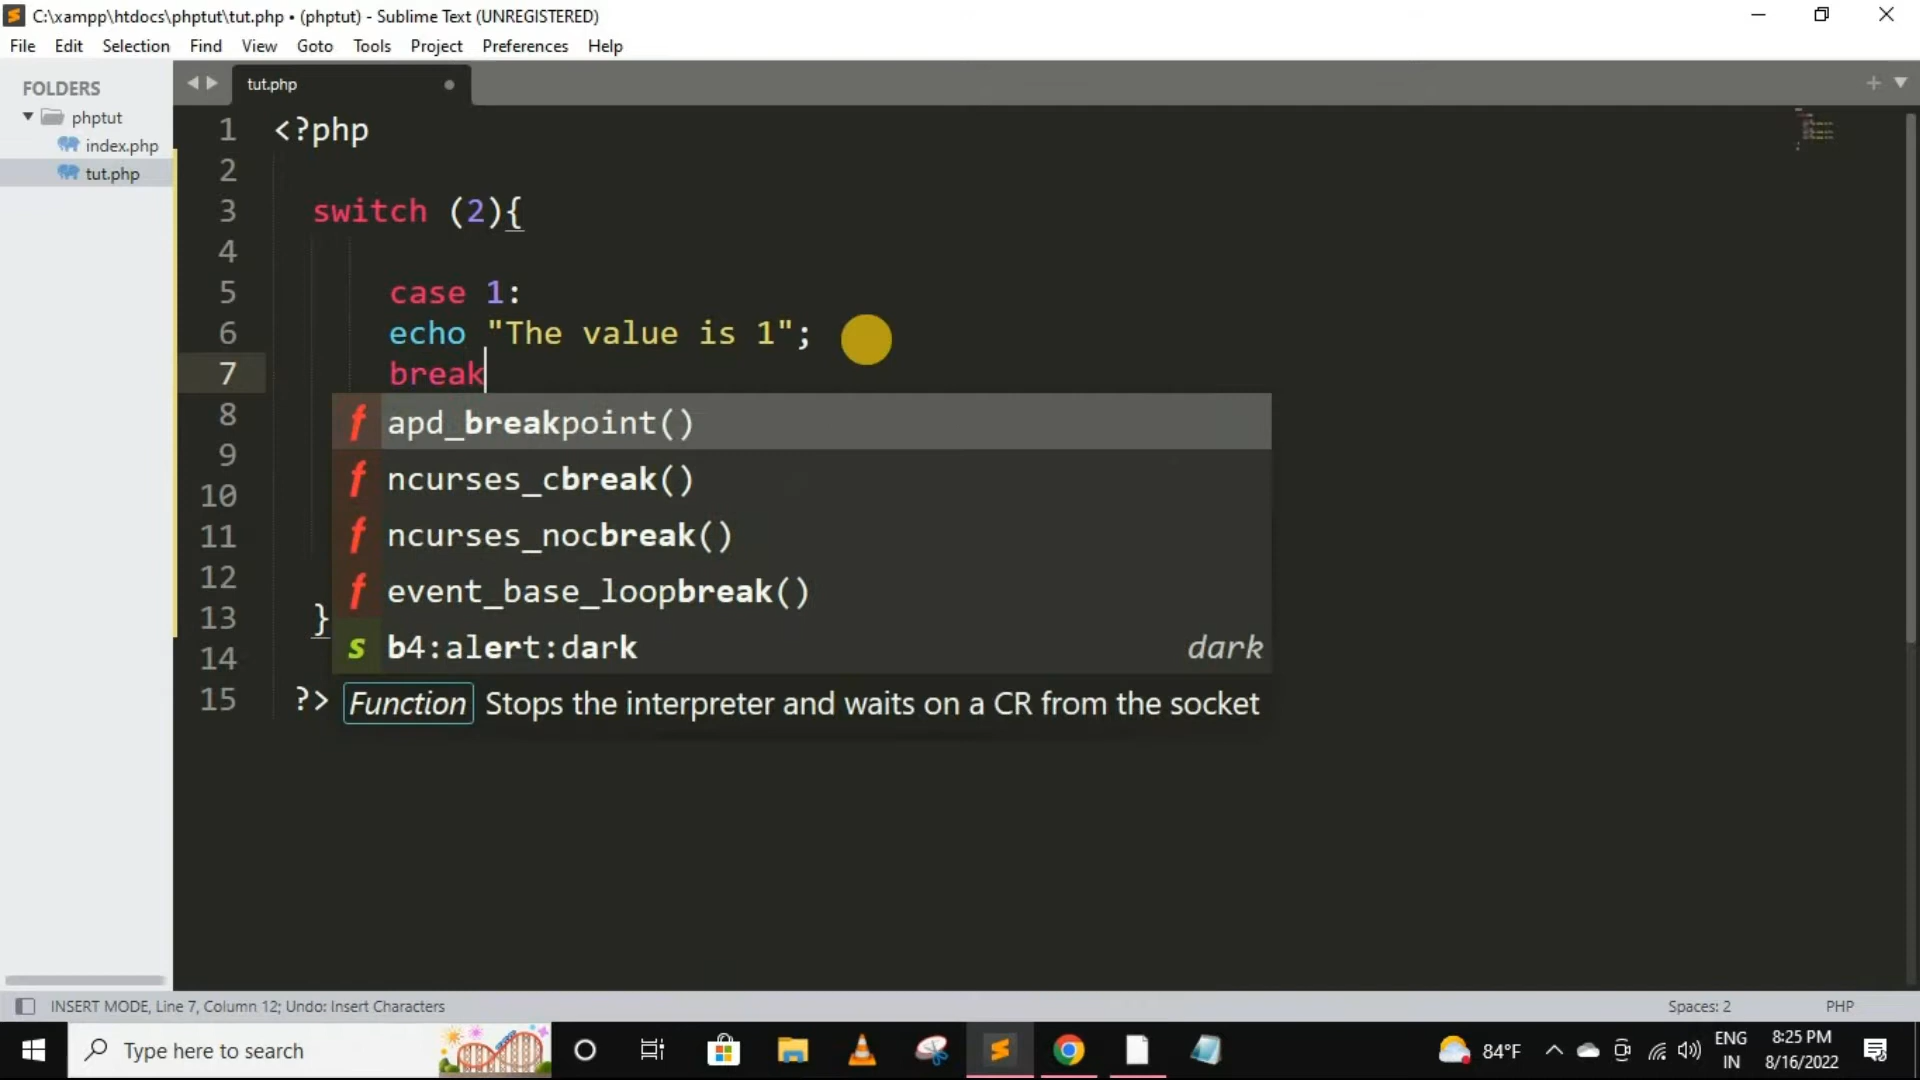 C:\xampp\htdocs\phptut\tut.php • (phptut) - Sublime Text (UNREGISTERED)
File Edit Selection Find View Goto Tools Project Preferences Help
FOLDERS
phptut
index.php
tut.php
tut.php
1 <?php
2
3 switch (2){
4
5 case 1:
6 echo "The value is 1";
7 break
8
9
10
11
12
13 }
14
15 ?>
f apd_breakpoint()
f ncurses_cbreak()
f ncurses_nocbreak()
f event_base_loopbreak()
s b4:alert:dark dark
Function Stops the interpreter and waits on a CR from the socket
INSERT MODE, Line 7, Column 12; Undo: Insert Characters Spaces: 2 PHP
Type here to search
84°F
ENG
IN
8:25 PM
8/16/2022